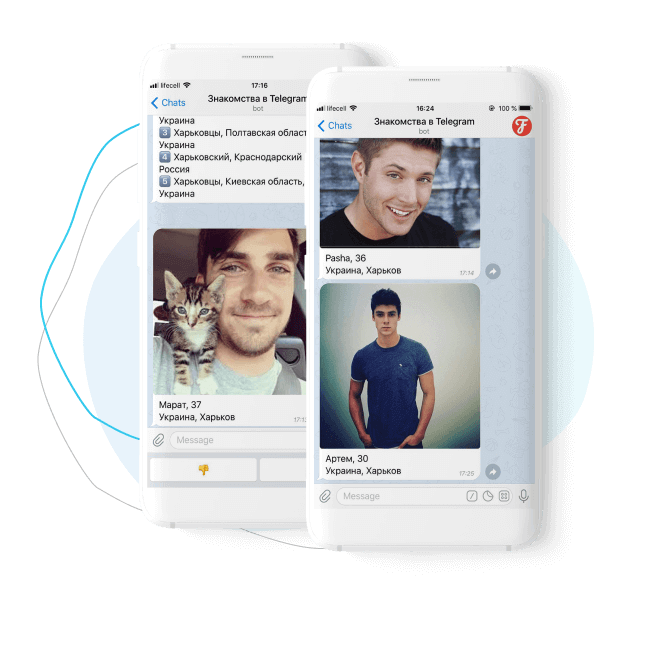 lifecell
17:16
Chats
Знакомства в Telegram
bot
Украина
3 Харьковцы, Полтавская област
Украина
4 Харьковский, Краснодарский
Россия
5 Харьковцы, Киевская область,
Украина
Марат, 37
Украина, Харьков
Message
lifecell
16:24
100 %
Chats
Знакомства в Telegram
bot
F
Pasha, 36
Украина, Харьков
17:14
Артем, 30
Украина, Харьков
17:25
Message